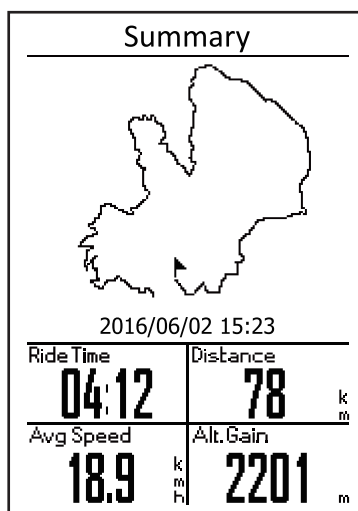 Summary
2016/06/02 15:23
Ride Time
04:12
Distance
78 km
Avg Speed
18.9 kmh
Alt.Gain
2201 m